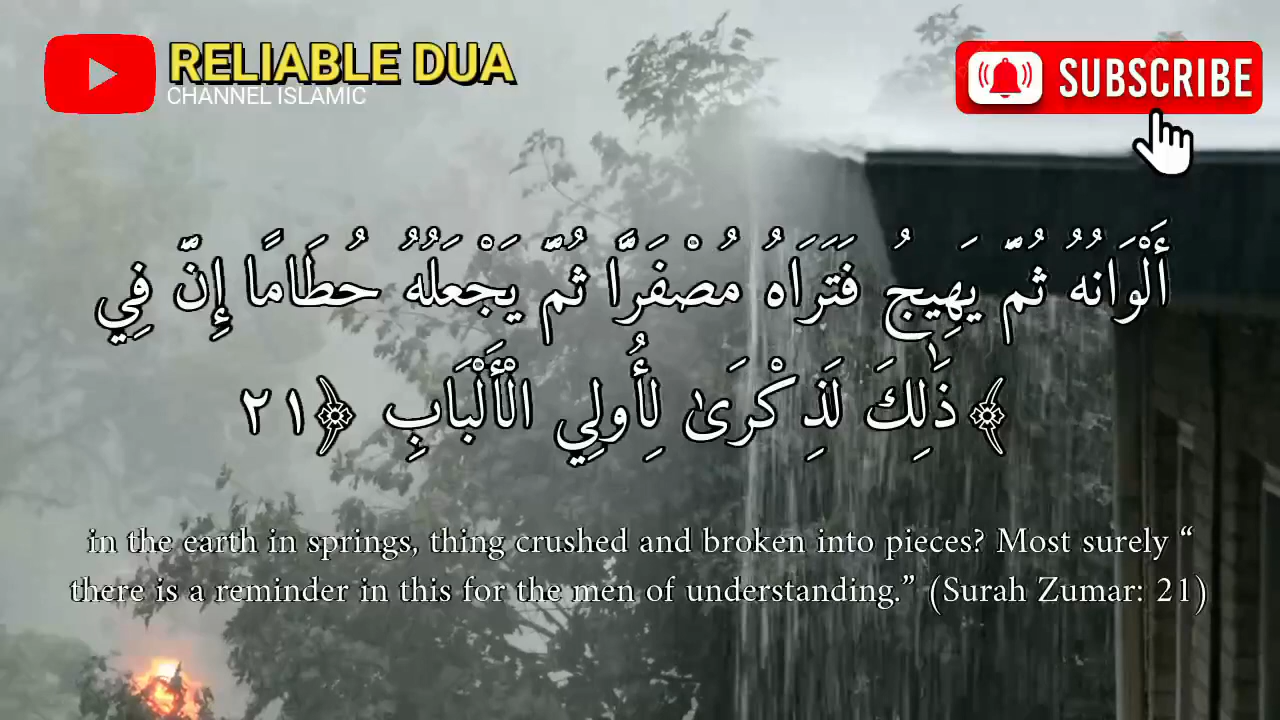 RELIABLE DUA
CHANNEL ISLAMIC
SUBSCRIBE
أَلْوَانُهُ ثُمَّ يَهِيجُ فَتَرَاهُ مُصْفَرًّا ثُمَّ يَجْعَلُهُ حُطَامًا إِنَّ فِي
﴾ذَٰلِكَ لَذِكْرَىٰ لِأُولِي الْأَلْبَابِ ﴿٢١
in the earth in springs, thing crushed and broken into pieces? Most surely “
there is a reminder in this for the men of understanding.” (Surah Zumar: 21)